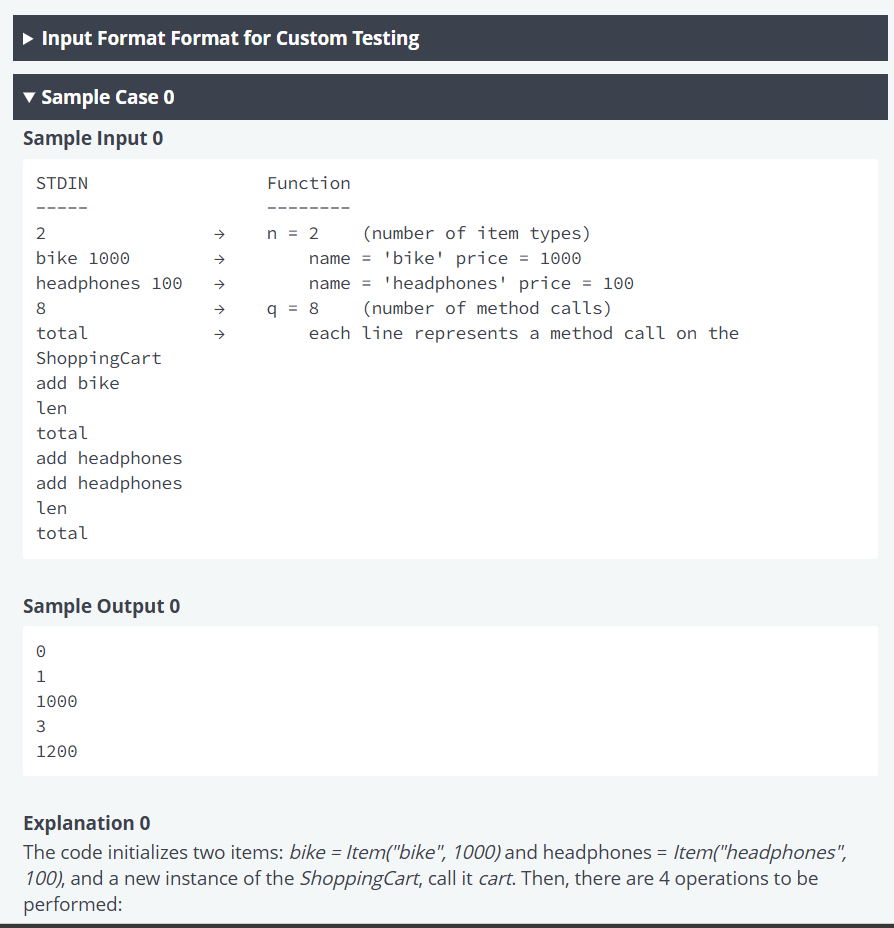 ▶ Input Format Format for Custom Testing
▼ Sample Case 0
Sample Input 0
STDIN Function
----- --------
2 → n = 2 (number of item types)
bike 1000 → name = 'bike' price = 1000
headphones 100 → name = 'headphones' price = 100
8 → q = 8 (number of method calls)
total → each line represents a method call on the
ShoppingCart
add bike
len
total
add headphones
add headphones
len
total
Sample Output 0
0
1
1000
3
1200
Explanation 0
The code initializes two items: bike = Item("bike", 1000) and headphones = Item("headphones",
100), and a new instance of the ShoppingCart, call it cart. Then, there are 4 operations to be
performed: